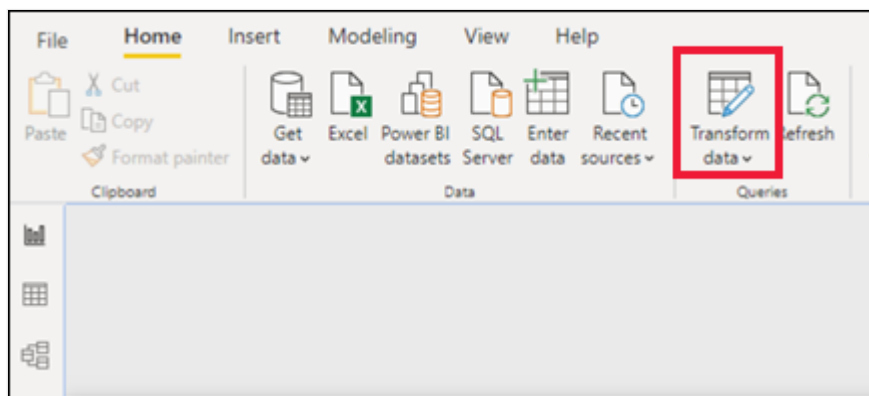 File Home Insert Modeling View Help
Paste
Cut
Copy
Format painter
Clipboard
Get
data
Excel
Power BI
datasets
SQL
Server
Enter
data
Recent
sources
Data
Transform
data
efresh
Queries